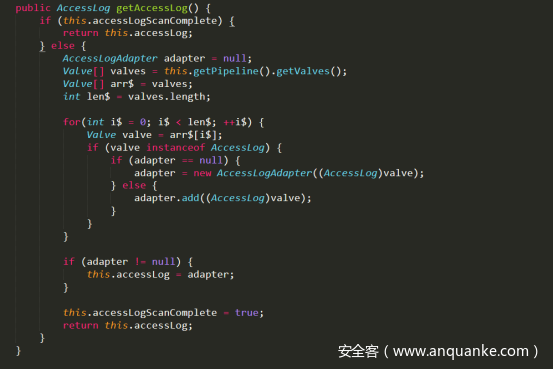 public AccessLog getAccessLog() {
if (this.accessLogScanComplete) {
return this.accessLog;
} else {
AccessLogAdapter adapter = null;
Valve[] valves = this.getPipeline().getValves();
Valve[] arr$ = valves;
int len$ = valves.length;
for(int i$ = 0; i$ < len$; ++i$) {
Valve valve = arr$[i$];
if (valve instanceof AccessLog) {
if (adapter == null) {
adapter = new AccessLogAdapter((AccessLog)valve);
} else {
adapter.add((AccessLog)valve);
}
}
}
if (adapter != null) {
this.accessLog = adapter;
}
this.accessLogScanComplete = true;
return this.accessLog;
}
}
安全客（www.anquanke.com）